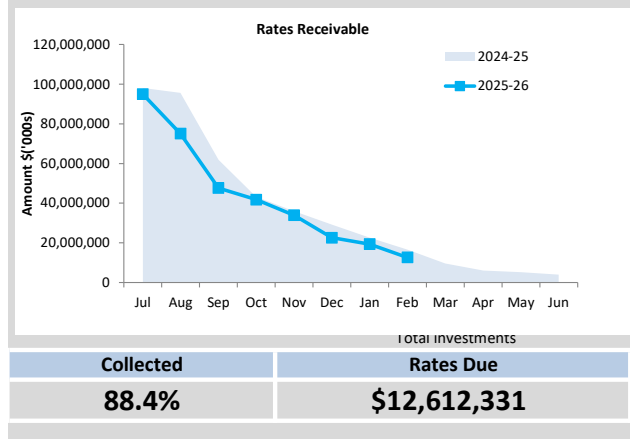 Rates Receivable
120,000,000
100,000,000
80,000,000
60,000,000
40,000,000
20,000,000
0
Amount $('000s)
2024-25
2025-26
Jul Aug Sep Oct Nov Dec Jan Feb Mar Apr May Jun
Total Investments
Collected Rates Due
88.4% $12,612,331